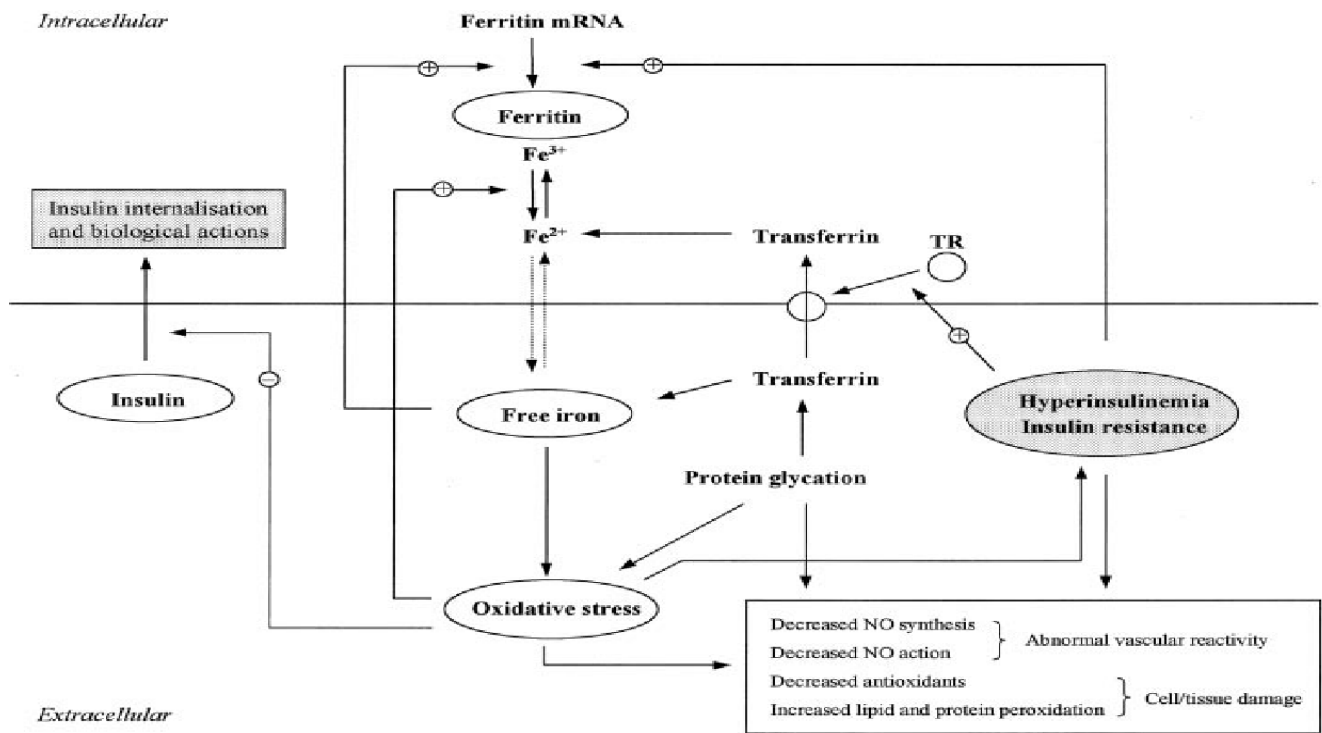 Intracellular
Ferritin mRNA
+
+
Ferritin
Fe³⁺
+
Insulin internalisation
and biological actions
Fe²⁺
Transferrin
TR
+
−
Insulin
Transferrin
Free iron
Hyperinsulinemia
Insulin resistance
Protein glycation
Oxidative stress
Decreased NO synthesis
Decreased NO action
Abnormal vascular reactivity
Decreased antioxidants
Increased lipid and protein peroxidation
Cell/tissue damage
Extracellular